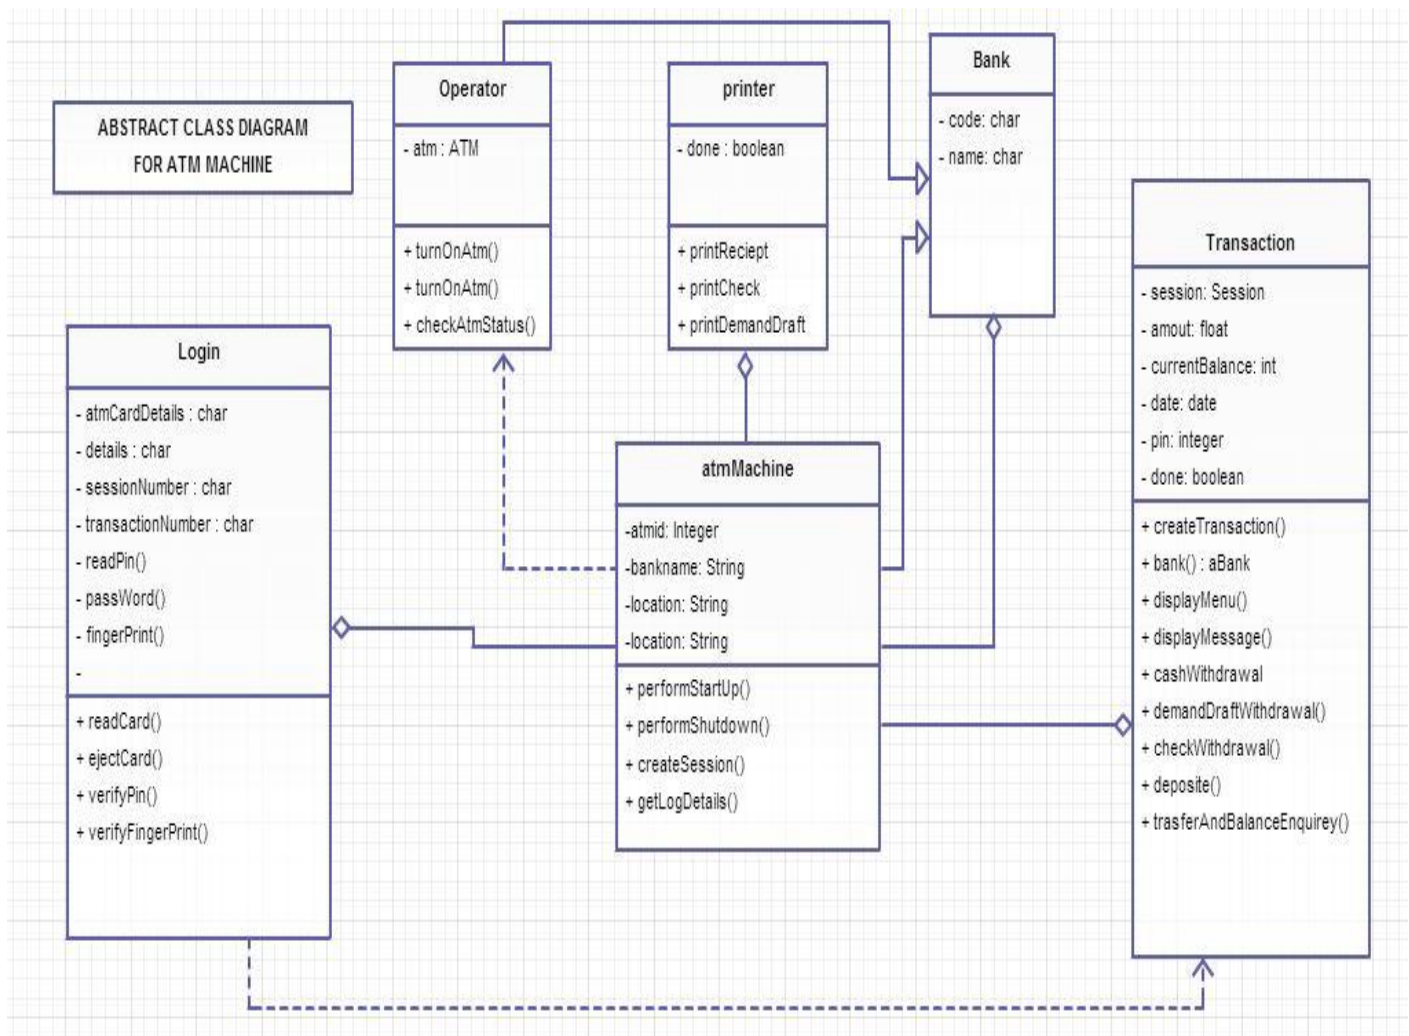 ABSTRACT CLASS DIAGRAM
FOR ATM MACHINE
Operator
- atm : ATM
+ turnOnAtm()
+ turnOnAtm()
+ checkAtmStatus()
printer
- done : boolean
+ printReciept
+ printCheck
+ printDemandDraft
Bank
- code: char
- name: char
Transaction
- session: Session
- amout: float
- currentBalance: int
- date: date
- pin: integer
- done: boolean
+ createTransaction()
+ bank() : aBank
+ displayMenu()
+ displayMessage()
+ cashWithdrawal
+ demandDraftWithdrawal()
+ checkWithdrawal()
+ deposite()
+ trasferAndBalanceEnquirey()
Login
- atmCardDetails : char
- details : char
- sessionNumber : char
- transactionNumber : char
- readPin()
- passWord()
- fingerPrint()
-
+ readCard()
+ ejectCard()
+ verifyPin()
+ verifyFingerPrint()
atmMachine
-atmid: Integer
-bankname: String
-location: String
-location: String
+ performStartUp()
+ performShutdown()
+ createSession()
+ getLogDetails()